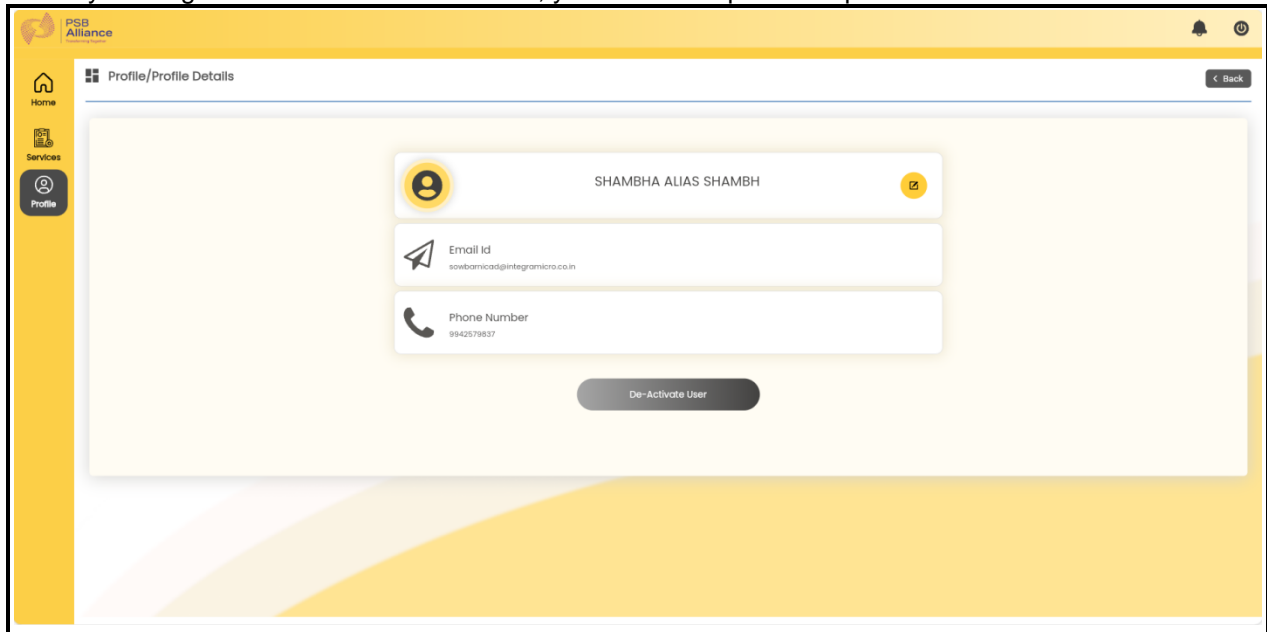 PSB
Alliance
Profile/Profile Details
Back
Home
Services
Profile
SHAMBHA ALIAS SHAMBH
Email Id
sowbarnicad@integramicro.co.in
Phone Number
9942579837
De-Activate User